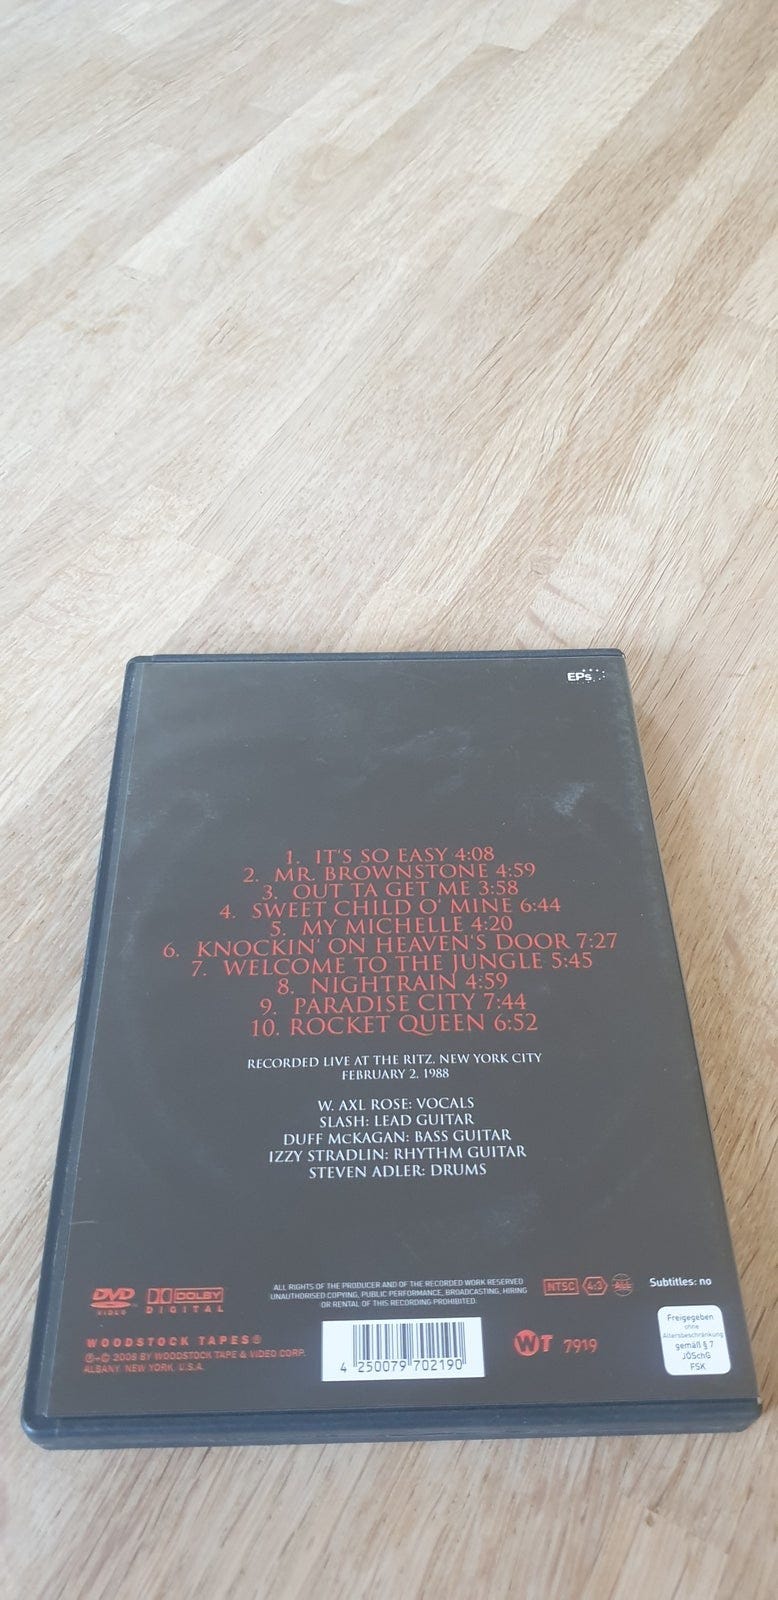 EPs
1. IT'S SO EASY 4:08
2. MR. BROWNSTONE 4:59
3. OUT TA GET ME 3:58
4. SWEET CHILD O' MINE 6:44
5. MY MICHELLE 4:20
6. KNOCKIN' ON HEAVEN'S DOOR 7:27
7. WELCOME TO THE JUNGLE 5:45
8. NIGHTRAIN 4:59
9. PARADISE CITY 7:44
10. ROCKET QUEEN 6:52
RECORDED LIVE AT THE RITZ, NEW YORK CITY
FEBRUARY 2, 1988
W. AXL ROSE: VOCALS
SLASH: LEAD GUITAR
DUFF McKAGAN: BASS GUITAR
IZZY STRADLIN: RHYTHM GUITAR
STEVEN ADLER: DRUMS
DVD VIDEO
DOLBY DIGITAL
ALL RIGHTS OF THE PRODUCER AND OF THE RECORDED WORK RESERVED
UNAUTHORISED COPYING, PUBLIC PERFORMANCE, BROADCASTING, HIRING
OR RENTAL OF THIS RECORDING PROHIBITED.
NTSC 4:3 ALL
Subtitles: no
WOODSTOCK TAPES®
℗+© 2008 BY WOODSTOCK TAPE & VIDEO CORP.
ALBANY, NEW YORK, U.S.A.
4 250079 702190
WT 7919
Freigegeben
ohne
Altersbeschränkung
gemäß § 7
JÖSchG
FSK